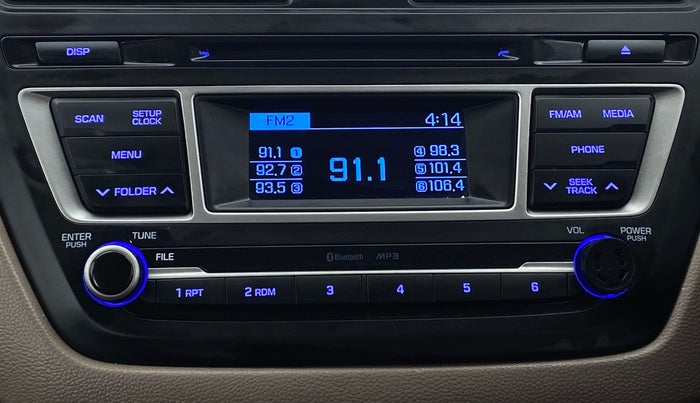 DISP
SCAN SETUP CLOCK
MENU
FOLDER
FM2 4:14
91.1 1
92.7 2
93.5 3
91.1
4 98.3
5 101.4
6 106.4
FM/AM MEDIA
PHONE
SEEK TRACK
ENTER PUSH
TUNE
FILE
Bluetooth MP3
VOL
POWER PUSH
1 RPT 2 RDM 3 4 5 6